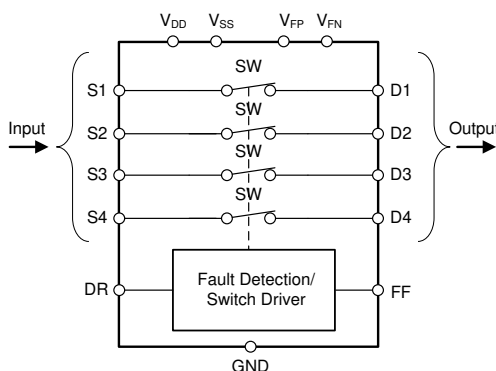 VDD VSS VFP VFN
SW
S1 D1
SW
Input S2 D2 Output
SW
S3 D3
SW
S4 D4
DR Fault Detection/ Switch Driver FF
GND